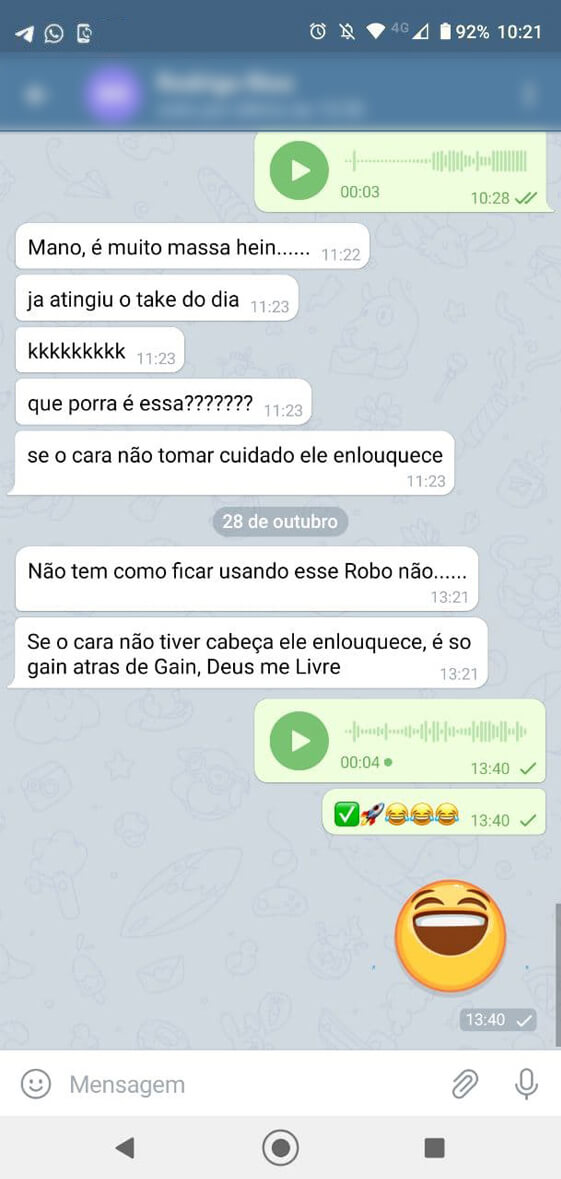 4G 92% 10:21
00:03 10:28
Mano, é muito massa hein...... 11:22
ja atingiu o take do dia 11:23
kkkkkkkkk 11:23
que porra é essa??????? 11:23
se o cara não tomar cuidado ele enlouquece
11:23
28 de outubro
Não tem como ficar usando esse Robo não......
13:21
Se o cara não tiver cabeça ele enlouquece, é so
gain atras de Gain, Deus me Livre 13:21
00:04 13:40
✅🚀😂😂😂 13:40
13:40
Mensagem